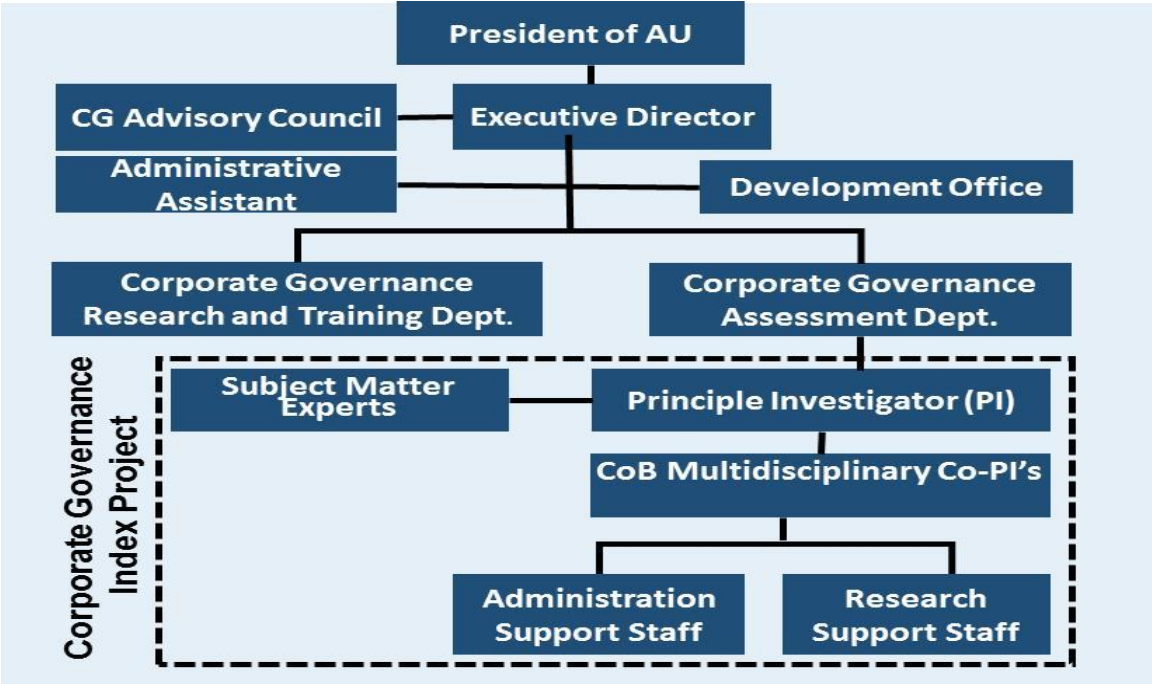 President of AU
CG Advisory Council
Executive Director
Administrative
Assistant
Development Office
Corporate Governance
Research and Training Dept.
Corporate Governance
Assessment Dept.
Corporate Governance
Index Project
Subject Matter
Experts
Principle Investigator (PI)
CoB Multidisciplinary Co-PI's
Administration
Support Staff
Research
Support Staff